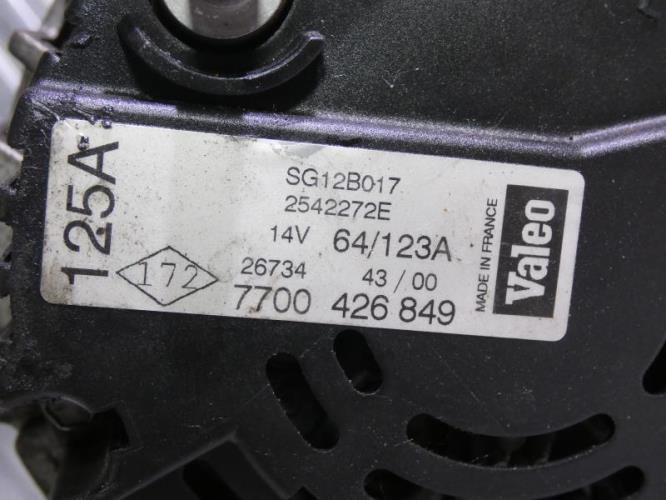 125A
SG12B017
2542272E
14V 64/123A
172 26734 43/00
7700 426 849
MADE IN FRANCE
Valeo